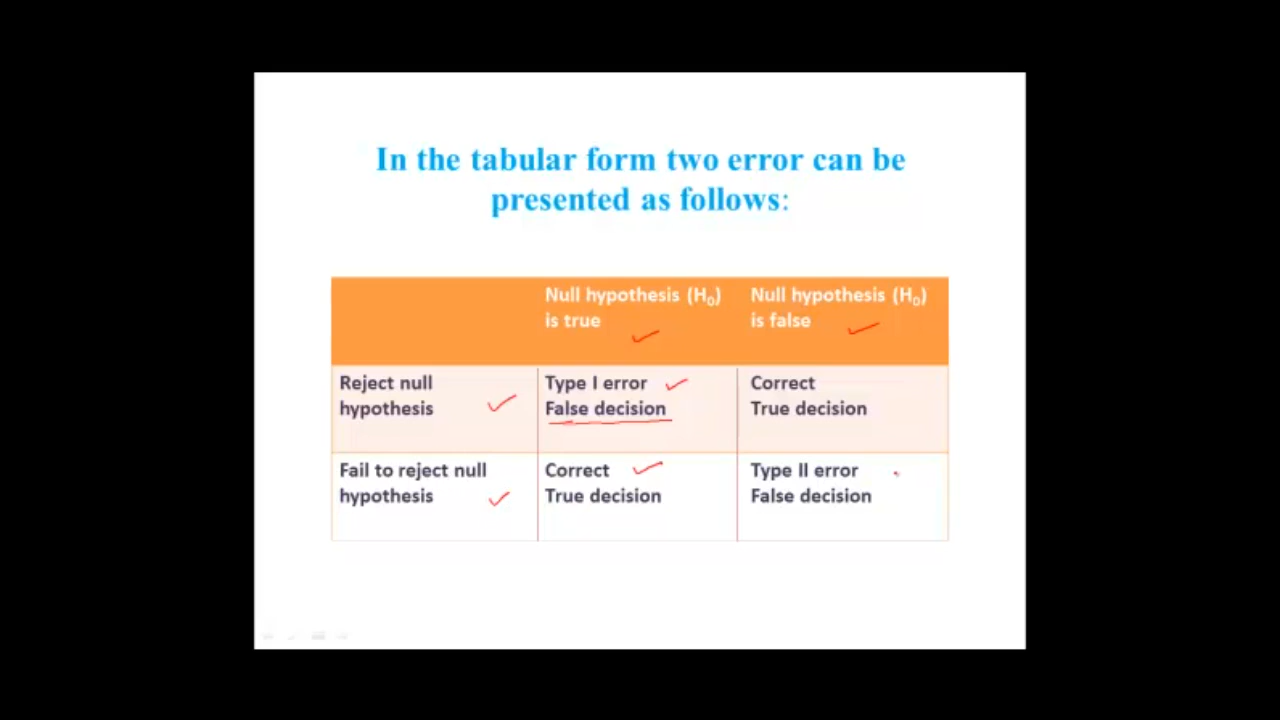 In the tabular form two error can be
presented as follows:
Null hypothesis (H₀)
is true
Null hypothesis (H₀)
is false
Reject null
hypothesis
Type I error
False decision
Correct
True decision
Fail to reject null
hypothesis
Correct
True decision
Type II error
False decision